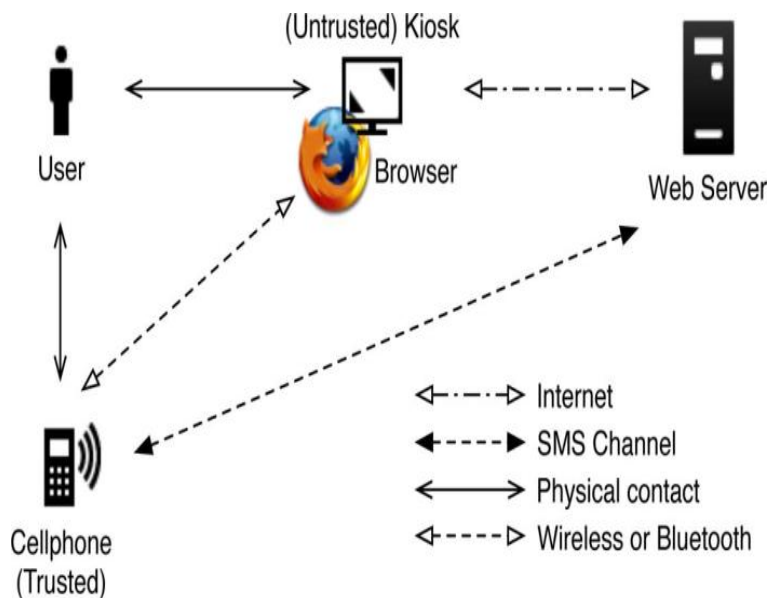 (Untrusted) Kiosk
User
Browser
Web Server
Internet
SMS Channel
Physical contact
Wireless or Bluetooth
Cellphone
(Trusted)